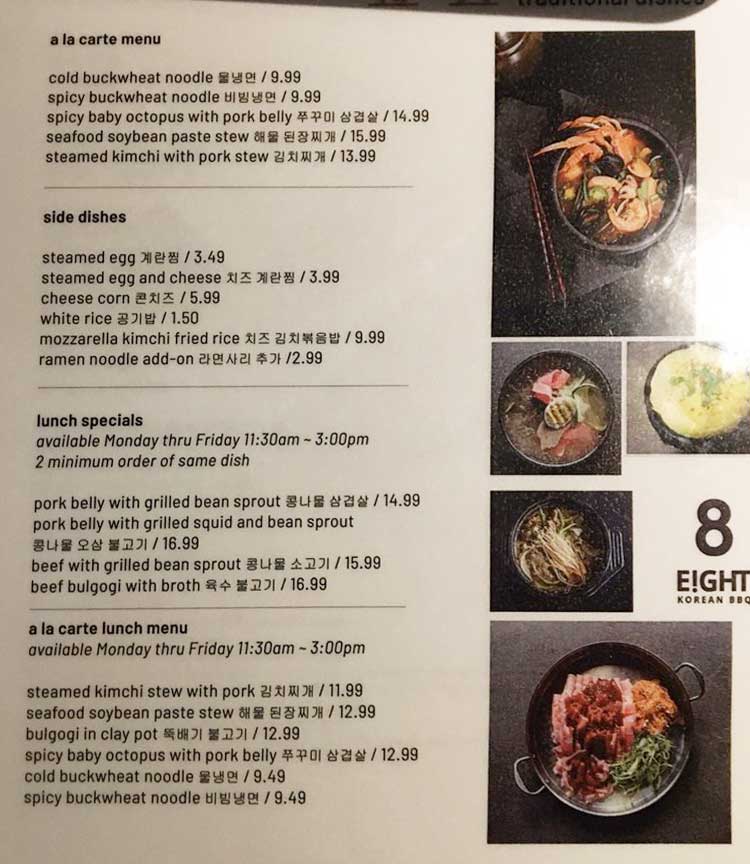 traditional dishes
a la carte menu
cold buckwheat noodle 물냉면 / 9.99
spicy buckwheat noodle 비빔냉면 / 9.99
spicy baby octopus with pork belly 쭈꾸미 삼겹살 / 14.99
seafood soybean paste stew 해물 된장찌개 / 15.99
steamed kimchi with pork stew 김치찌개 / 13.99
side dishes
steamed egg 계란찜 / 3.49
steamed egg and cheese 치즈 계란찜 / 3.99
cheese corn 콘치즈 / 5.99
white rice 공기밥 / 1.50
mozzarella kimchi fried rice 치즈 김치볶음밥 / 9.99
ramen noodle add-on 라면사리 추가 /2.99
lunch specials
available Monday thru Friday 11:30am ~ 3:00pm
2 minimum order of same dish
pork belly with grilled bean sprout 콩나물 삼겹살 / 14.99
pork belly with grilled squid and bean sprout
콩나물 오삼 불고기 / 16.99
beef with grilled bean sprout 콩나물 소고기 / 15.99
beef bulgogi with broth 육수 불고기 / 16.99
8
E!GHT
KOREAN BBQ
a la carte lunch menu
available Monday thru Friday 11:30am ~ 3:00pm
steamed kimchi stew with pork 김치찌개 / 11.99
seafood soybean paste stew 해물 된장찌개 / 12.99
bulgogi in clay pot 뚝배기 불고기 / 12.99
spicy baby octopus with pork belly 쭈꾸미 삼겹살 / 12.99
cold buckwheat noodle 물냉면 / 9.49
spicy buckwheat noodle 비빔냉면 / 9.49